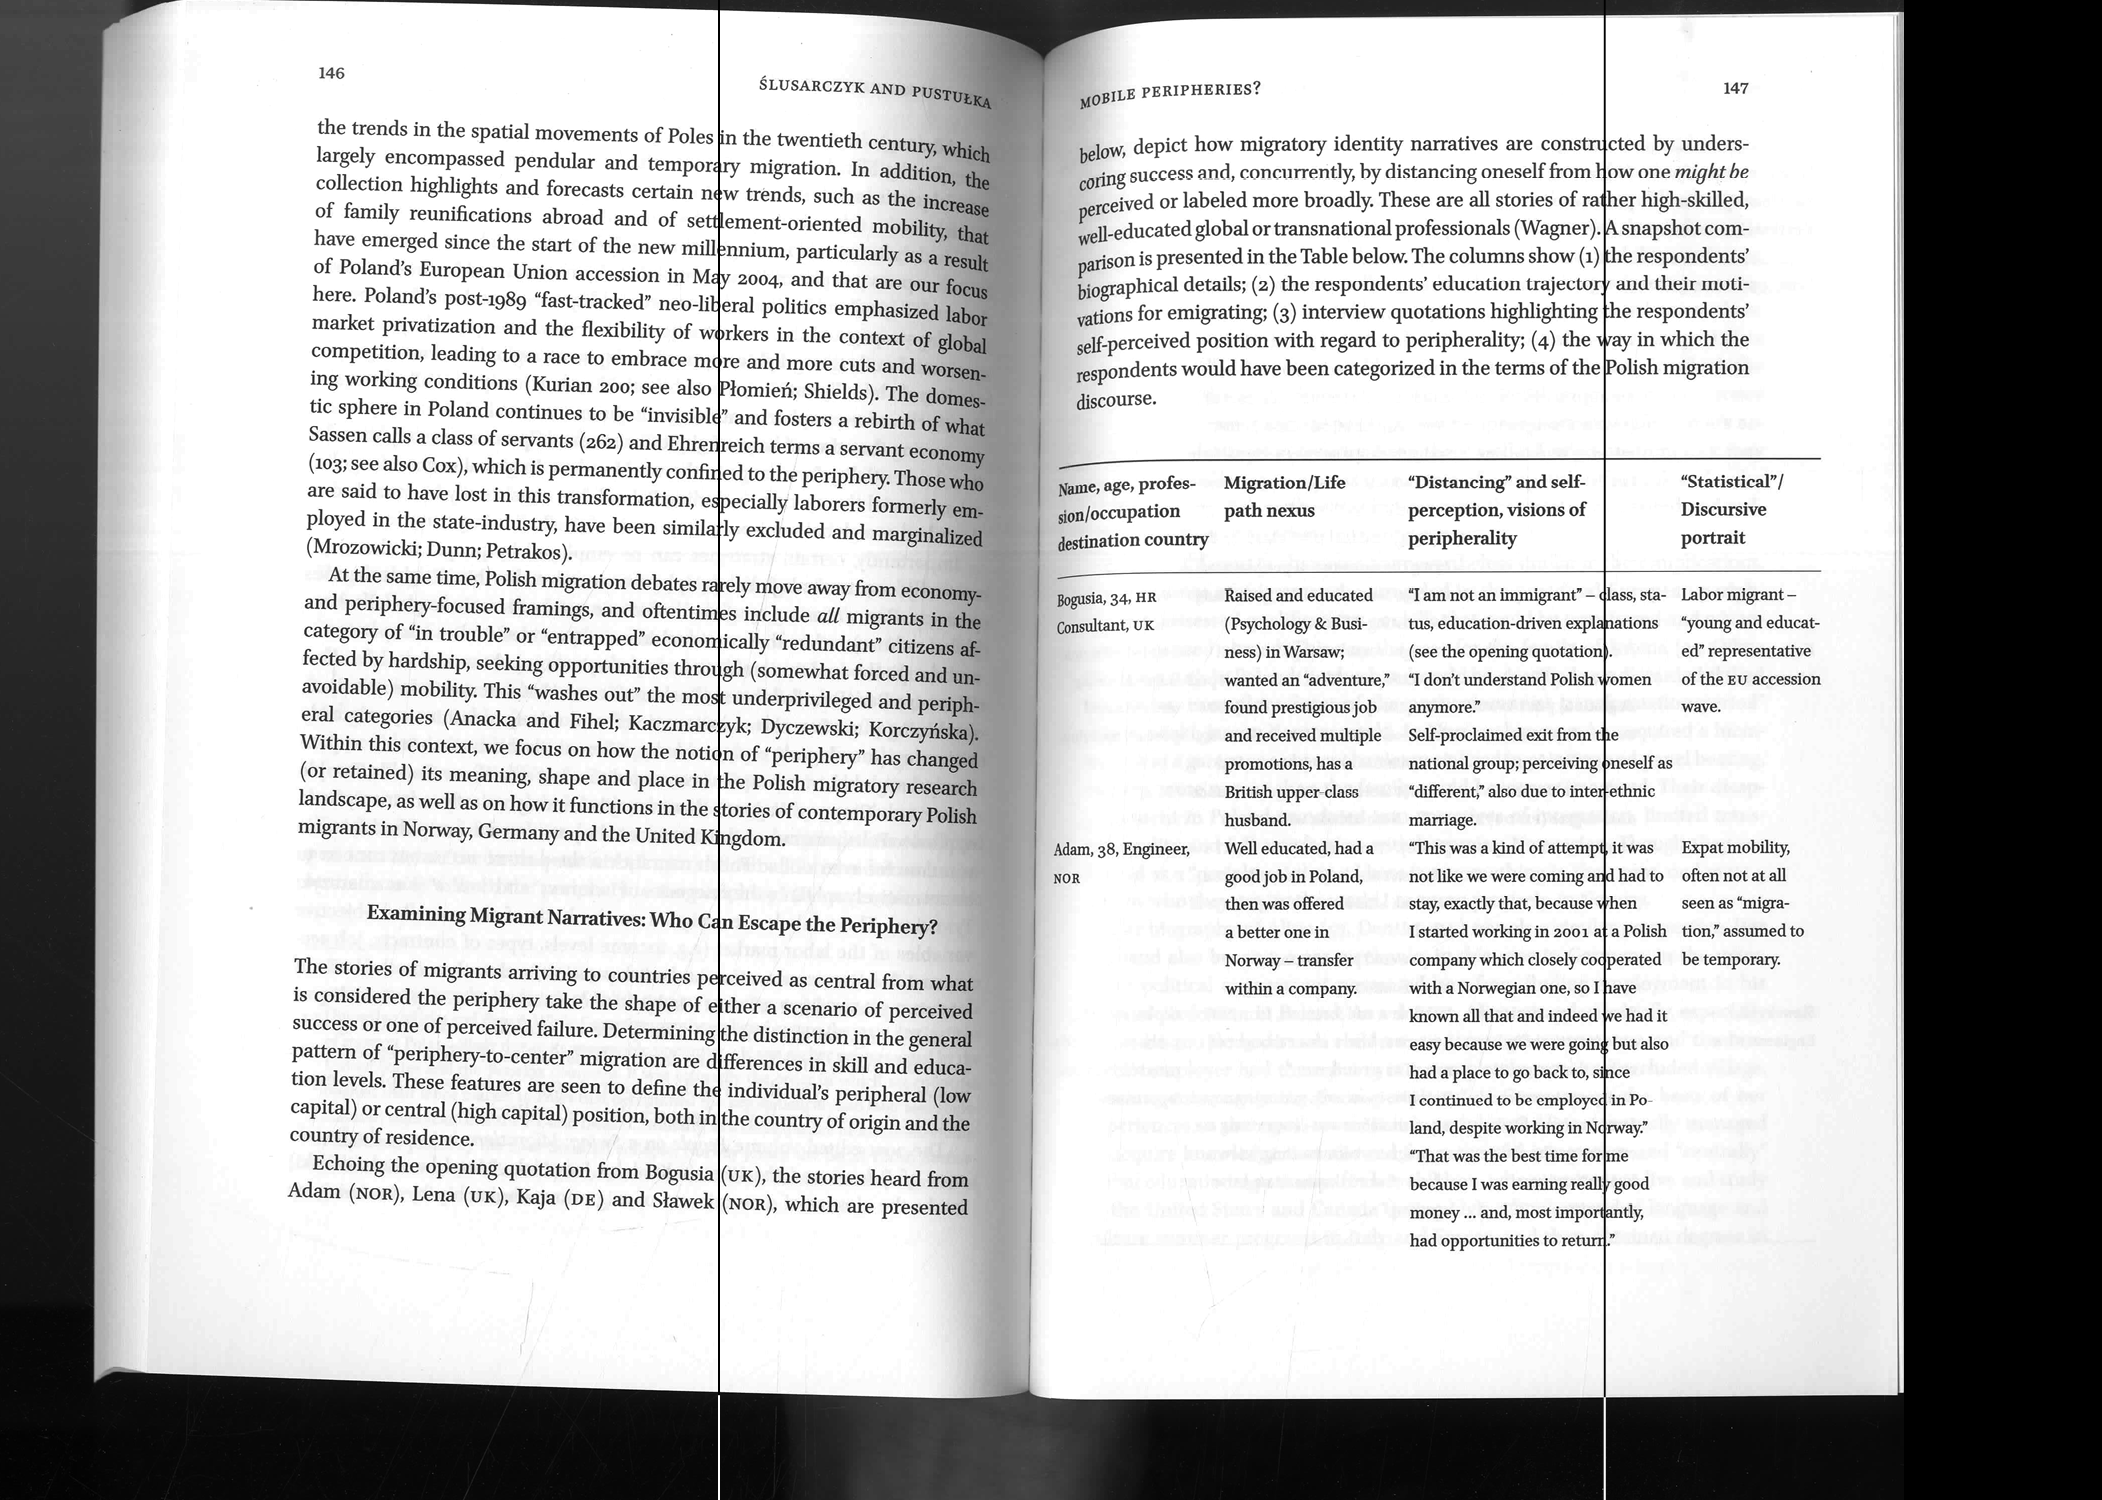 146
ŚLUSARCZYK AND PUSTUŁKA
the trends in the spatial movements of Poles in the twentieth century, which
largely encompassed pendular and temporary migration. In addition, the
collection highlights and forecasts certain new trends, such as the increase
of family reunifications abroad and of settlement-oriented mobility, that
have emerged since the start of the new millennium, particularly as a result
of Poland's European Union accession in May 2004, and that are our focus
here. Poland's post-1989 “fast-tracked” neo-liberal politics emphasized labor
market privatization and the flexibility of workers in the context of global
competition, leading to a race to embrace more and more cuts and worsen-
ing working conditions (Kurian 200; see also Płomień; Shields). The domes-
tic sphere in Poland continues to be “invisible” and fosters a rebirth of what
Sassen calls a class of servants (262) and Ehrenreich terms a servant economy
(103; see also Cox), which is permanently confined to the periphery. Those who
are said to have lost in this transformation, especially laborers formerly em-
ployed in the state-industry, have been similarly excluded and marginalized
(Mrozowicki; Dunn; Petrakos).
At the same time, Polish migration debates rarely move away from economy-
and periphery-focused framings, and oftentimes include all migrants in the
category of “in trouble” or “entrapped” economically “redundant” citizens af-
fected by hardship, seeking opportunities through (somewhat forced and un-
avoidable) mobility. This “washes out” the most underprivileged and periph-
eral categories (Anacka and Fihel; Kaczmarczyk; Dyczewski; Korczyńska).
Within this context, we focus on how the notion of “periphery” has changed
(or retained) its meaning, shape and place in the Polish migratory research
landscape, as well as on how it functions in the stories of contemporary Polish
migrants in Norway, Germany and the United Kingdom.
Examining Migrant Narratives: Who Can Escape the Periphery?
The stories of migrants arriving to countries perceived as central from what
is considered the periphery take the shape of either a scenario of perceived
success or one of perceived failure. Determining the distinction in the general
pattern of “periphery-to-center” migration are differences in skill and educa-
tion levels. These features are seen to define the individual's peripheral (low
capital) or central (high capital) position, both in the country of origin and the
country of residence.
Echoing the opening quotation from Bogusia (UK), the stories heard from
Adam (NOR), Lena (UK), Kaja (DE) and Sławek (NOR), which are presented
MOBILE PERIPHERIES?
147
below, depict how migratory identity narratives are constructed by unders-
coring success and, concurrently, by distancing oneself from how one might be
perceived or labeled more broadly. These are all stories of rather high-skilled,
well-educated global or transnational professionals (Wagner). A snapshot com-
parison is presented in the Table below. The columns show (1) the respondents'
biographical details; (2) the respondents' education trajectory and their moti-
vations for emigrating; (3) interview quotations highlighting the respondents'
self-perceived position with regard to peripherality; (4) the way in which the
respondents would have been categorized in the terms of the Polish migration
discourse.
Name, age, profes-
sion/occupation
destination country
Migration/Life
path nexus
“Distancing” and self-
perception, visions of
peripherality
“Statistical”/
Discursive
portrait
Bogusia, 34, HR
Consultant, UK
Raised and educated
(Psychology & Busi-
ness) in Warsaw;
wanted an “adventure,”
found prestigious job
and received multiple
promotions, has a
British upper-class
husband.
“I am not an immigrant” – class, sta-
tus, education-driven explanations
(see the opening quotation).
“I don't understand Polish women
anymore.”
Self-proclaimed exit from the
national group; perceiving oneself as
“different,” also due to inter-ethnic
marriage.
Labor migrant –
“young and educat-
ed” representative
of the EU accession
wave.
Adam, 38, Engineer,
NOR
Well educated, had a
good job in Poland,
then was offered
a better one in
Norway – transfer
within a company.
“This was a kind of attempt, it was
not like we were coming and had to
stay, exactly that, because when
I started working in 2001 at a Polish
company which closely cooperated
with a Norwegian one, so I have
known all that and indeed we had it
easy because we were going but also
had a place to go back to, since
I continued to be employed in Po-
land, despite working in Norway.”
“That was the best time for me
because I was earning really good
money ... and, most importantly,
had opportunities to return.”
Expat mobility,
often not at all
seen as “migra-
tion,” assumed to
be temporary.